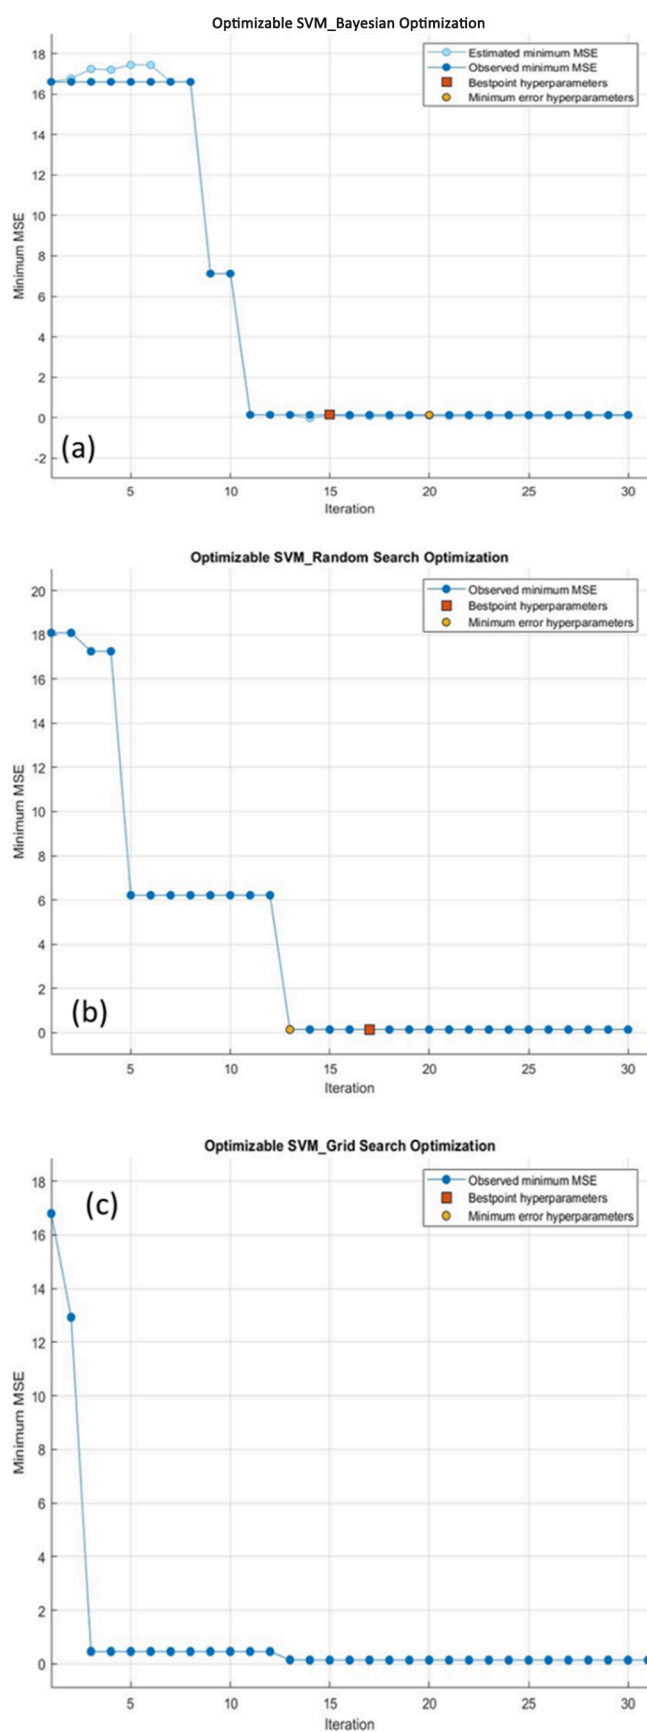 Optimizable SVM_Bayesian Optimization
Estimated minimum MSE
Observed minimum MSE
Bestpoint hyperparameters
Minimum error hyperparameters
18
16
14
12
10
8
6
4
2
0
-2
Minimum MSE
(a)
5 10 15 20 25 30
Iteration
Optimizable SVM_Random Search Optimization
Observed minimum MSE
Bestpoint hyperparameters
Minimum error hyperparameters
20
18
16
14
12
10
8
6
4
2
0
Minimum MSE
(b)
5 10 15 20 25 30
Iteration
Optimizable SVM_Grid Search Optimization
Observed minimum MSE
Bestpoint hyperparameters
Minimum error hyperparameters
(c)
18
16
14
12
10
8
6
4
2
0
Minimum MSE
5 10 15 20 25 30
Iteration